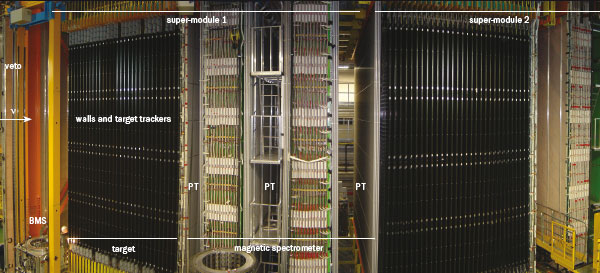 super-module 1
super-module 2
veto
ν
walls and target trackers
PT
PT
PT
BMS
target
magnetic spectrometer